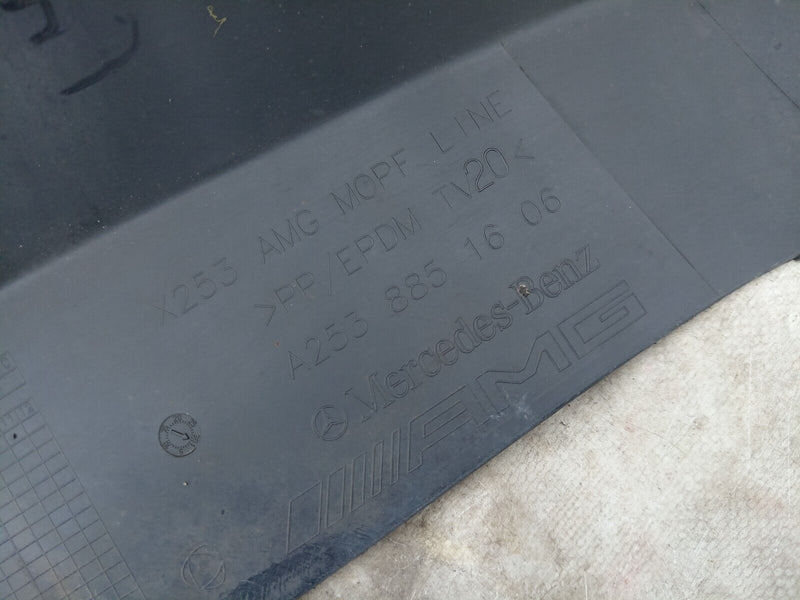 X253 AMG MOPF LINE
>PP/EPDM TV20<
A253 885 16 06
Mercedes-Benz
AMG